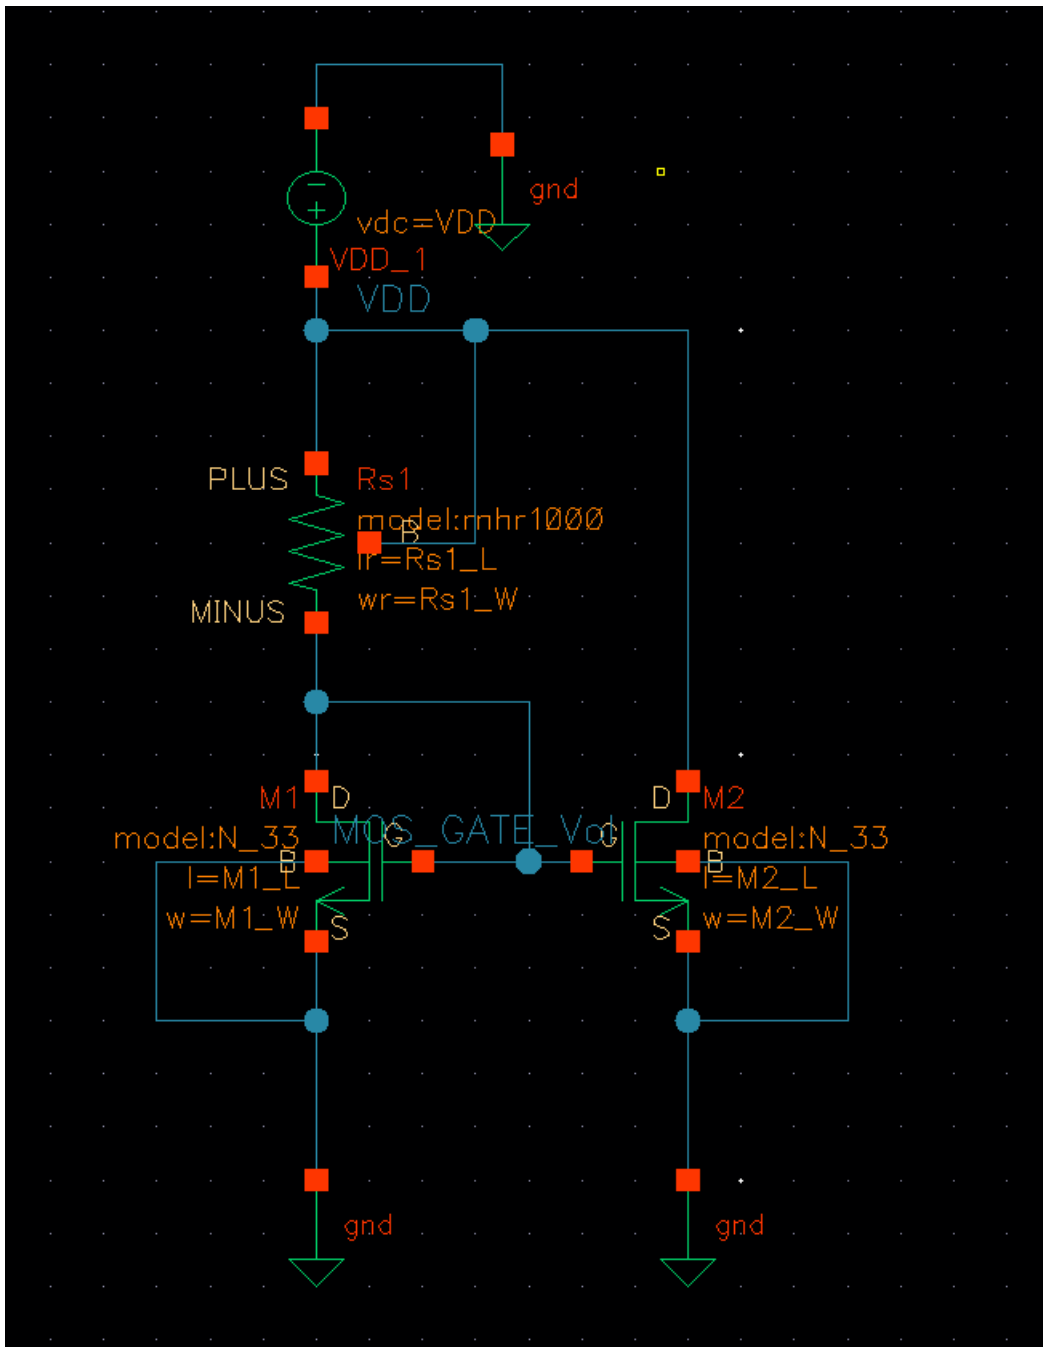 −
+
gnd
vdc=VDD
VDD_1
VDD
PLUS
Rs1
model:rnhr1000
B
lr=Rs1_L
wr=Rs1_W
MINUS
M1
D
D
M2
MOS_GATE_Vol
model:N_33
G
G
model:N_33
B
B
l=M1_L
l=M2_L
w=M1_W
S
S
w=M2_W
gnd
gnd